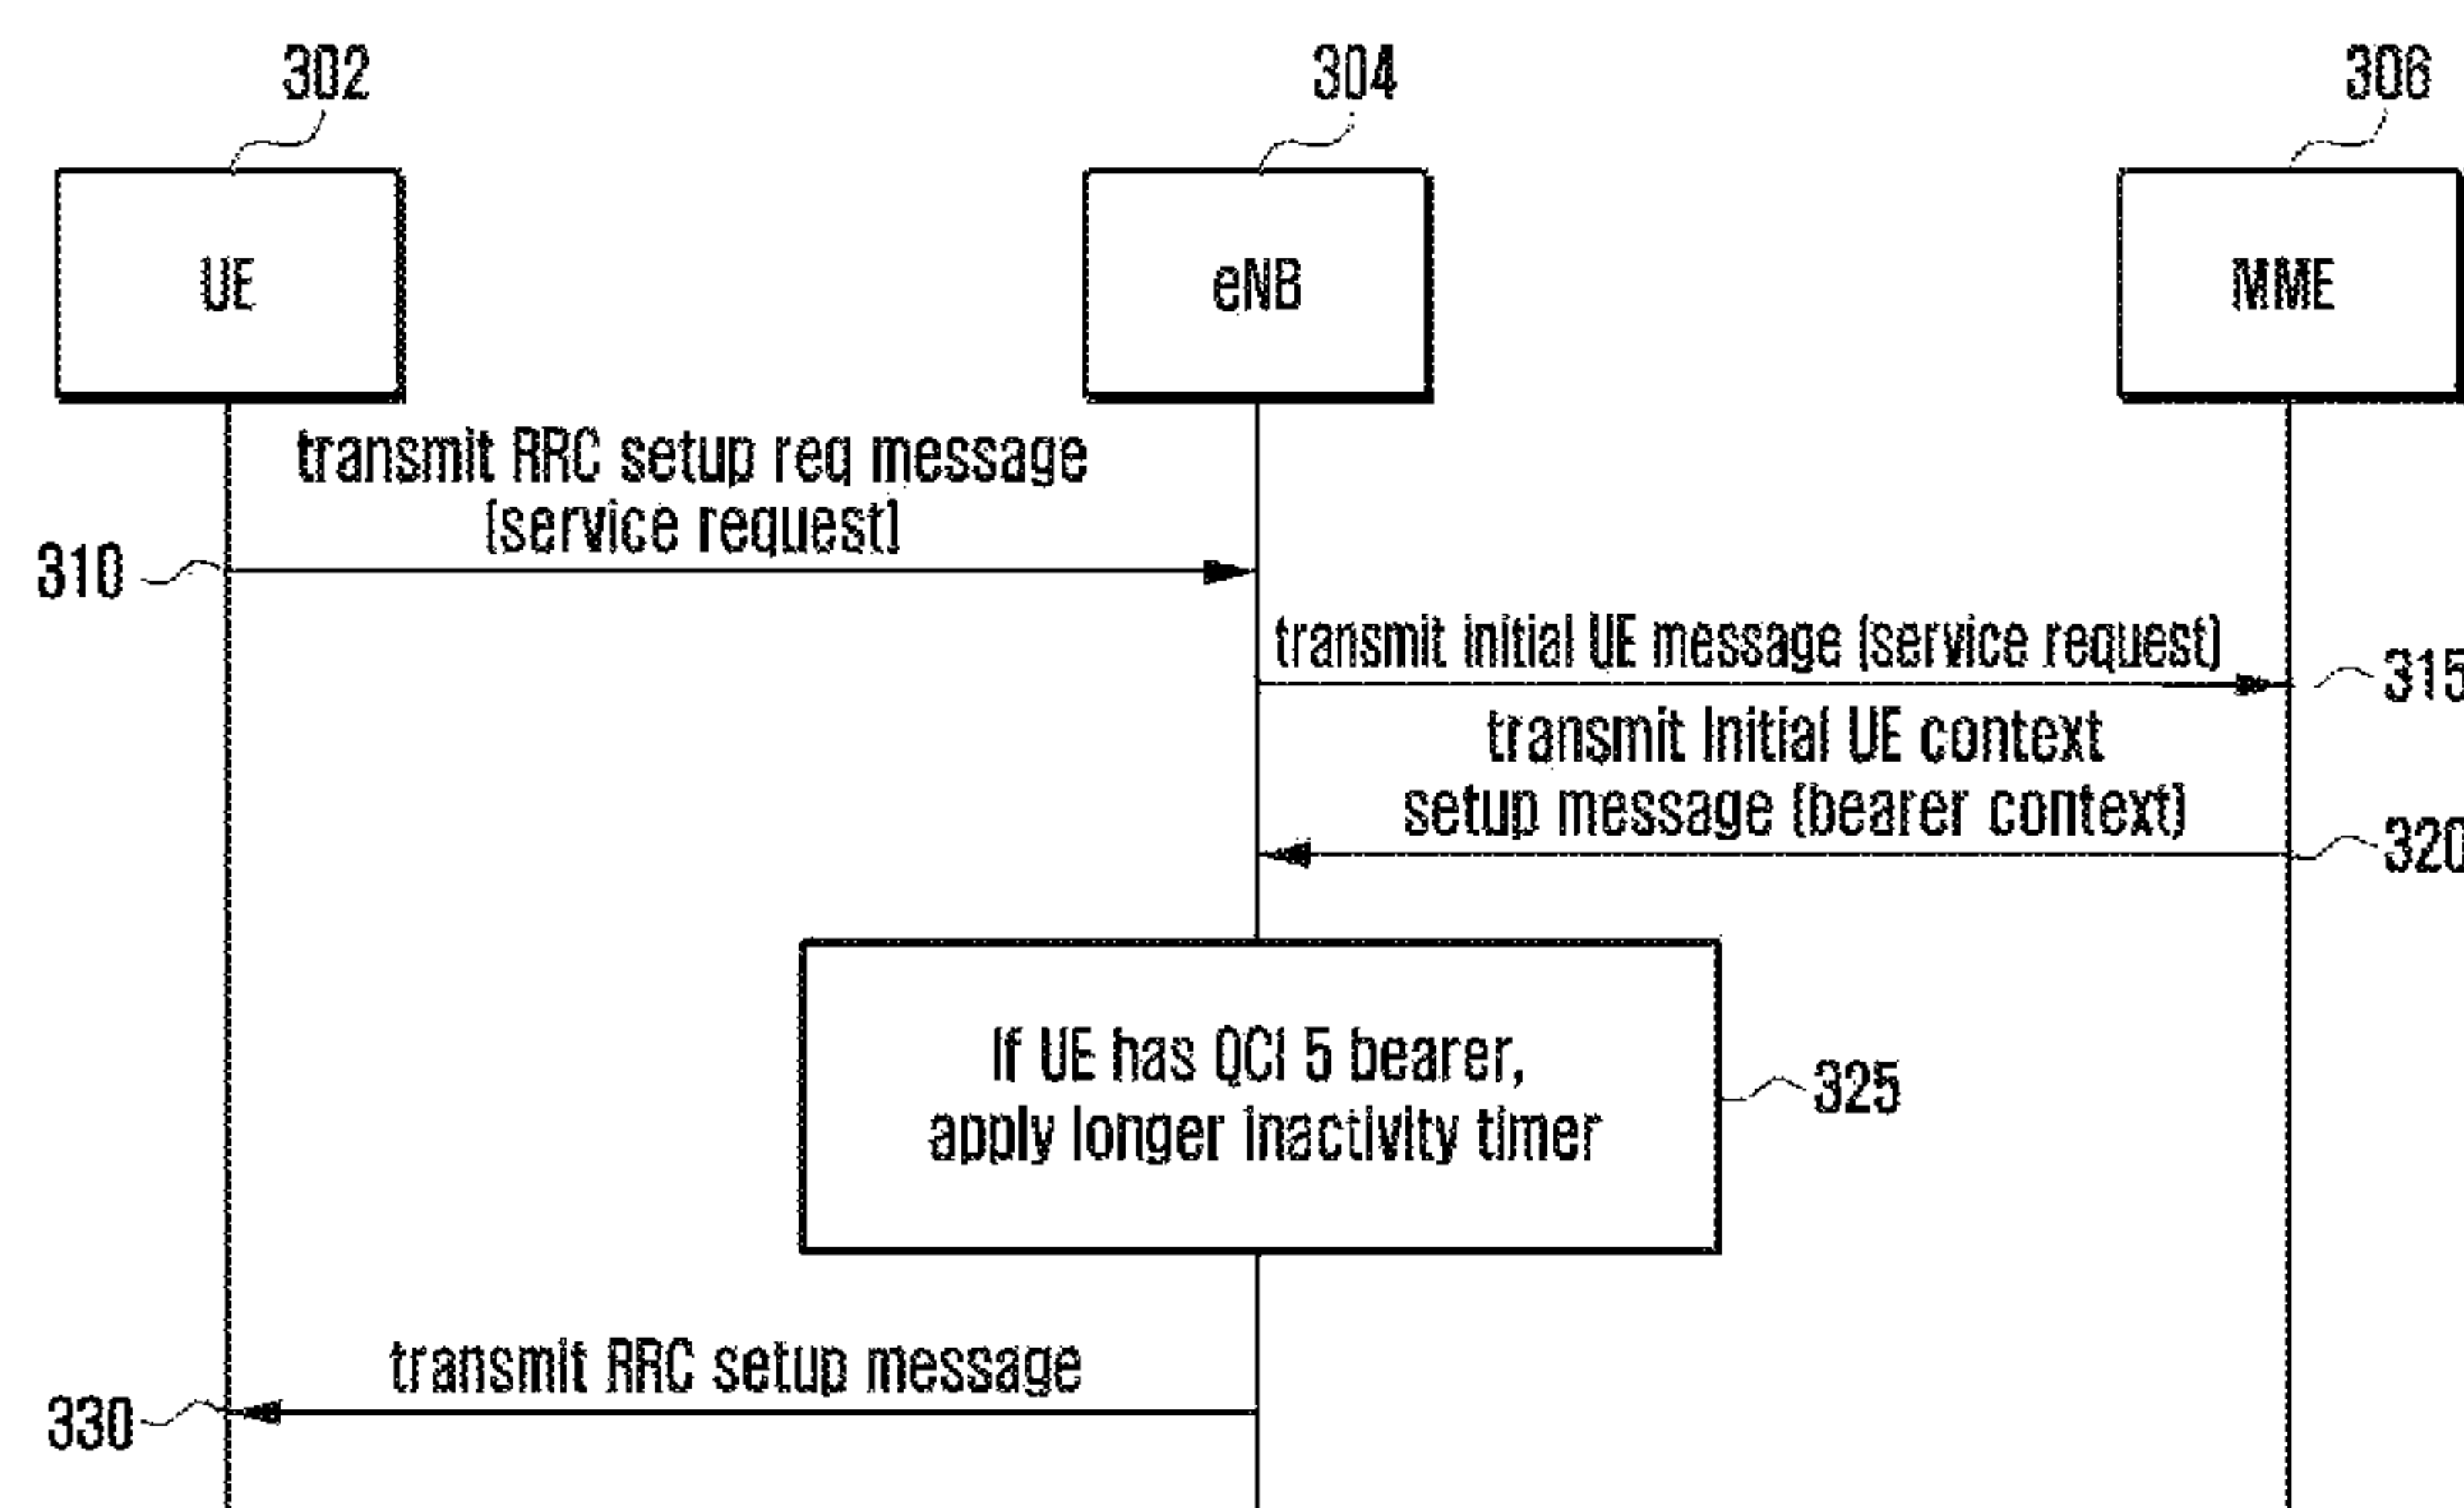 302
304
306
UE
eNB
MME
transmit RRC setup req message
(service request)
310
transmit initial UE message (service request)
315
transmit Initial UE context
setup message (bearer context)
320
If UE has QCI 5 bearer,
apply longer inactivity timer
325
transmit RRC setup message
330